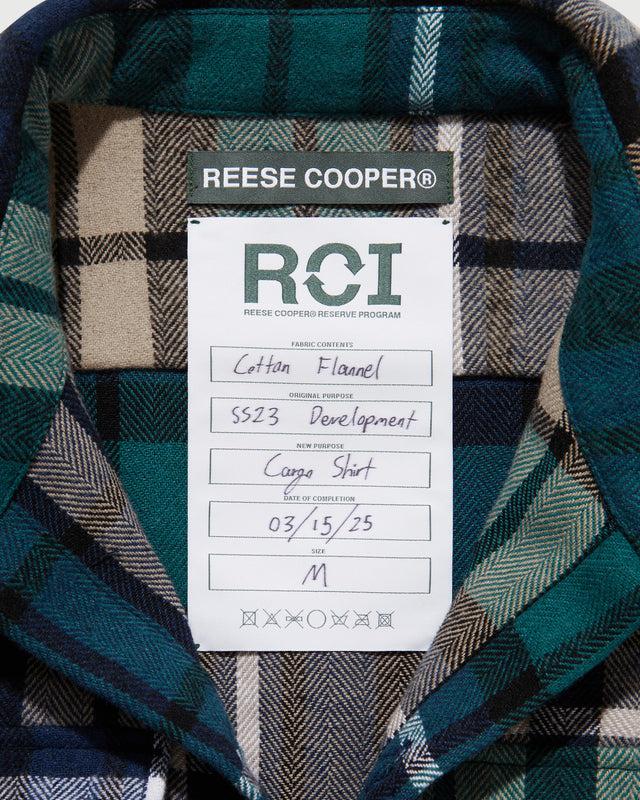 REESE COOPER®
RCI
REESE COOPER® RESERVE PROGRAM
FABRIC CONTENTS
Cottan Flannel
ORIGINAL PURPOSE
SS23 Development
NEW PURPOSE
Cargo Shirt
DATE OF COMPLETION
03/15/25
SIZE
M